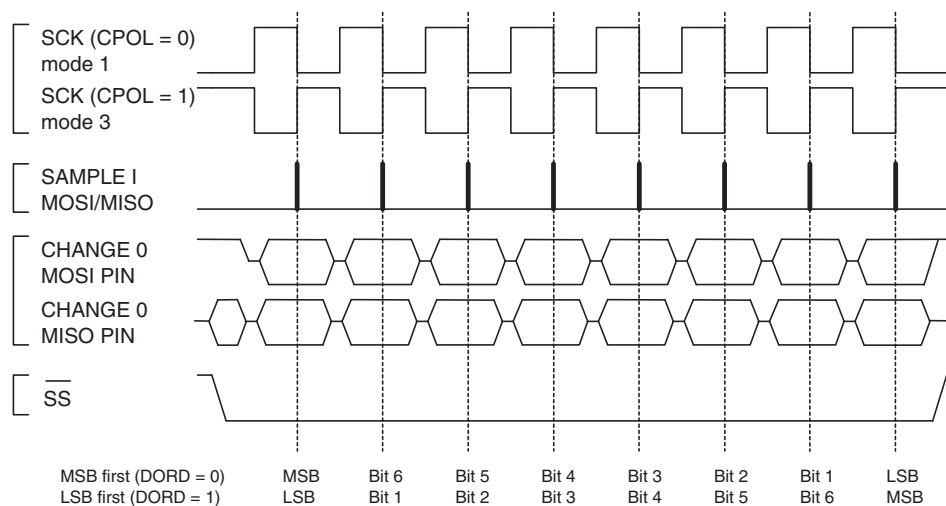 SCK (CPOL = 0)
mode 1
SCK (CPOL = 1)
mode 3
SAMPLE I
MOSI/MISO
CHANGE 0
MOSI PIN
CHANGE 0
MISO PIN
SS
MSB first (DORD = 0) MSB Bit 6 Bit 5 Bit 4 Bit 3 Bit 2 Bit 1 LSB
LSB first (DORD = 1) LSB Bit 1 Bit 2 Bit 3 Bit 4 Bit 5 Bit 6 MSB